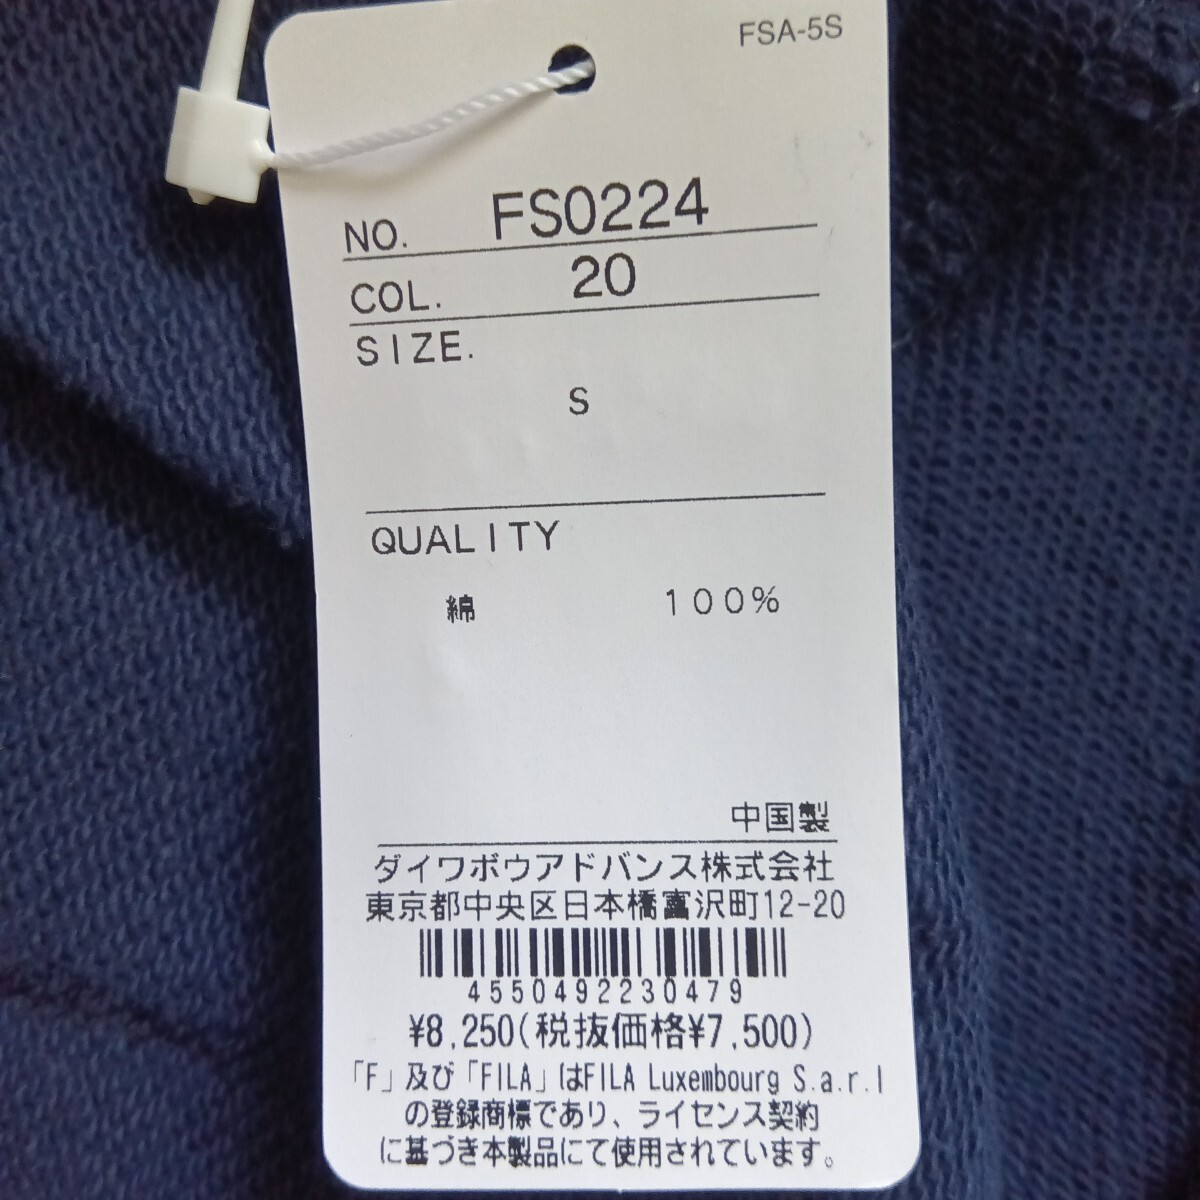 FSA-5S
NO. FS0224
COL. 20
SIZE.
S
QUALITY
綿 100%
中国製
ダイワボウアドバンス株式会社
東京都中央区日本橋富沢町12-20
4550492230479
¥8,250(税抜価格¥7,500)
「F」及び「FILA」はFILA Luxembourg S.a.r.l
の登録商標であり、ライセンス契約
に基づき本製品にて使用されています。